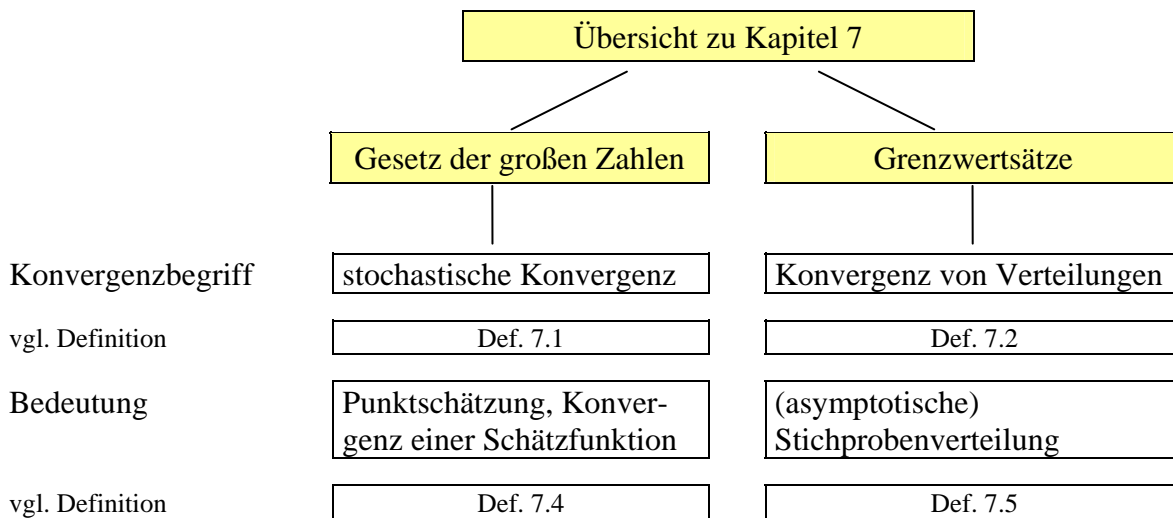 Übersicht zu Kapitel 7
Gesetz der großen Zahlen
Grenzwertsätze
Konvergenzbegriff
stochastische Konvergenz
Konvergenz von Verteilungen
vgl. Definition
Def. 7.1
Def. 7.2
Bedeutung
Punktschätzung, Konver-
genz einer Schätzfunktion
(asymptotische)
Stichprobenverteilung
vgl. Definition
Def. 7.4
Def. 7.5